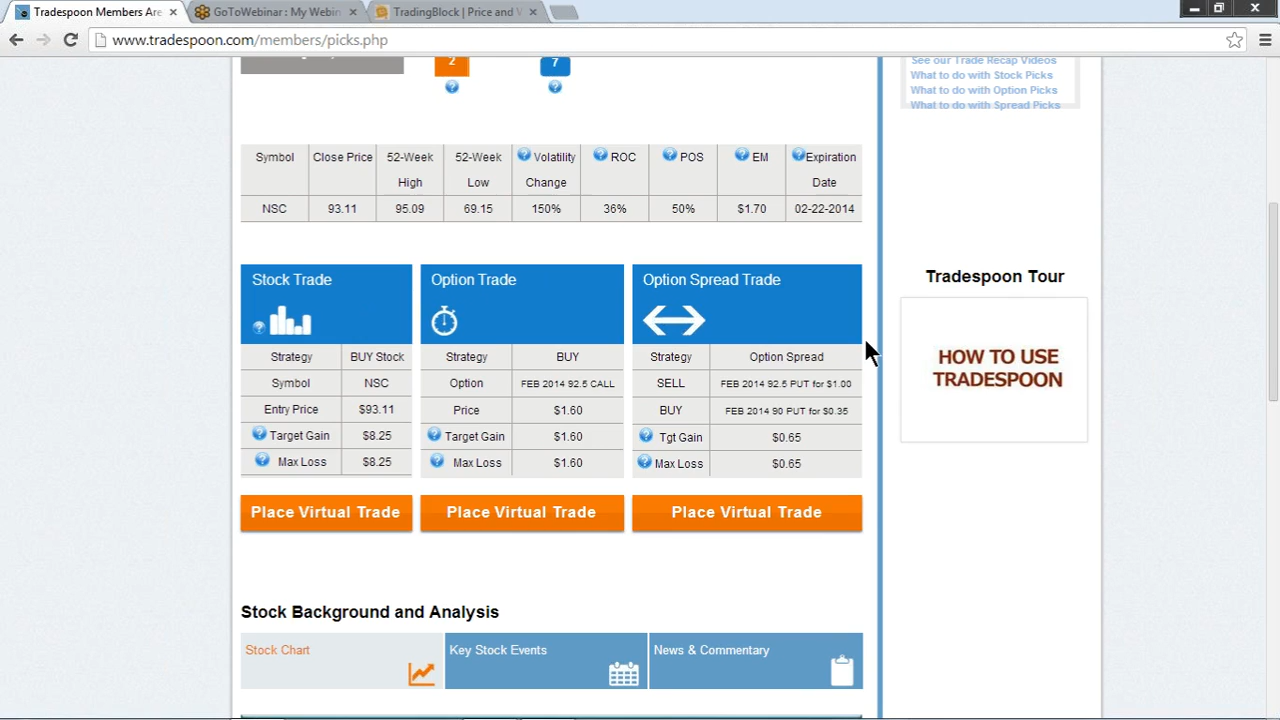 Tradespoon Members Are
GoToWebinar : My Webin
TradingBlock | Price and V
www.tradespoon.com/members/picks.php
2
7
See our Trade Recap Videos
What to do with Stock Picks
What to do with Option Picks
What to do with Spread Picks
Symbol Close Price 52-Week High 52-Week Low Volatility Change ROC POS EM Expiration Date
NSC 93.11 95.09 69.15 150% 36% 50% $1.70 02-22-2014
Tradespoon Tour
HOW TO USE
TRADESPOON
Stock Trade
Strategy BUY Stock
Symbol NSC
Entry Price $93.11
Target Gain $8.25
Max Loss $8.25
Place Virtual Trade
Option Trade
Strategy BUY
Option FEB 2014 92.5 CALL
Price $1.60
Target Gain $1.60
Max Loss $1.60
Place Virtual Trade
Option Spread Trade
Strategy Option Spread
SELL FEB 2014 92.5 PUT for $1.00
BUY FEB 2014 90 PUT for $0.35
Tgt Gain $0.65
Max Loss $0.65
Place Virtual Trade
Stock Background and Analysis
Stock Chart
Key Stock Events
News & Commentary